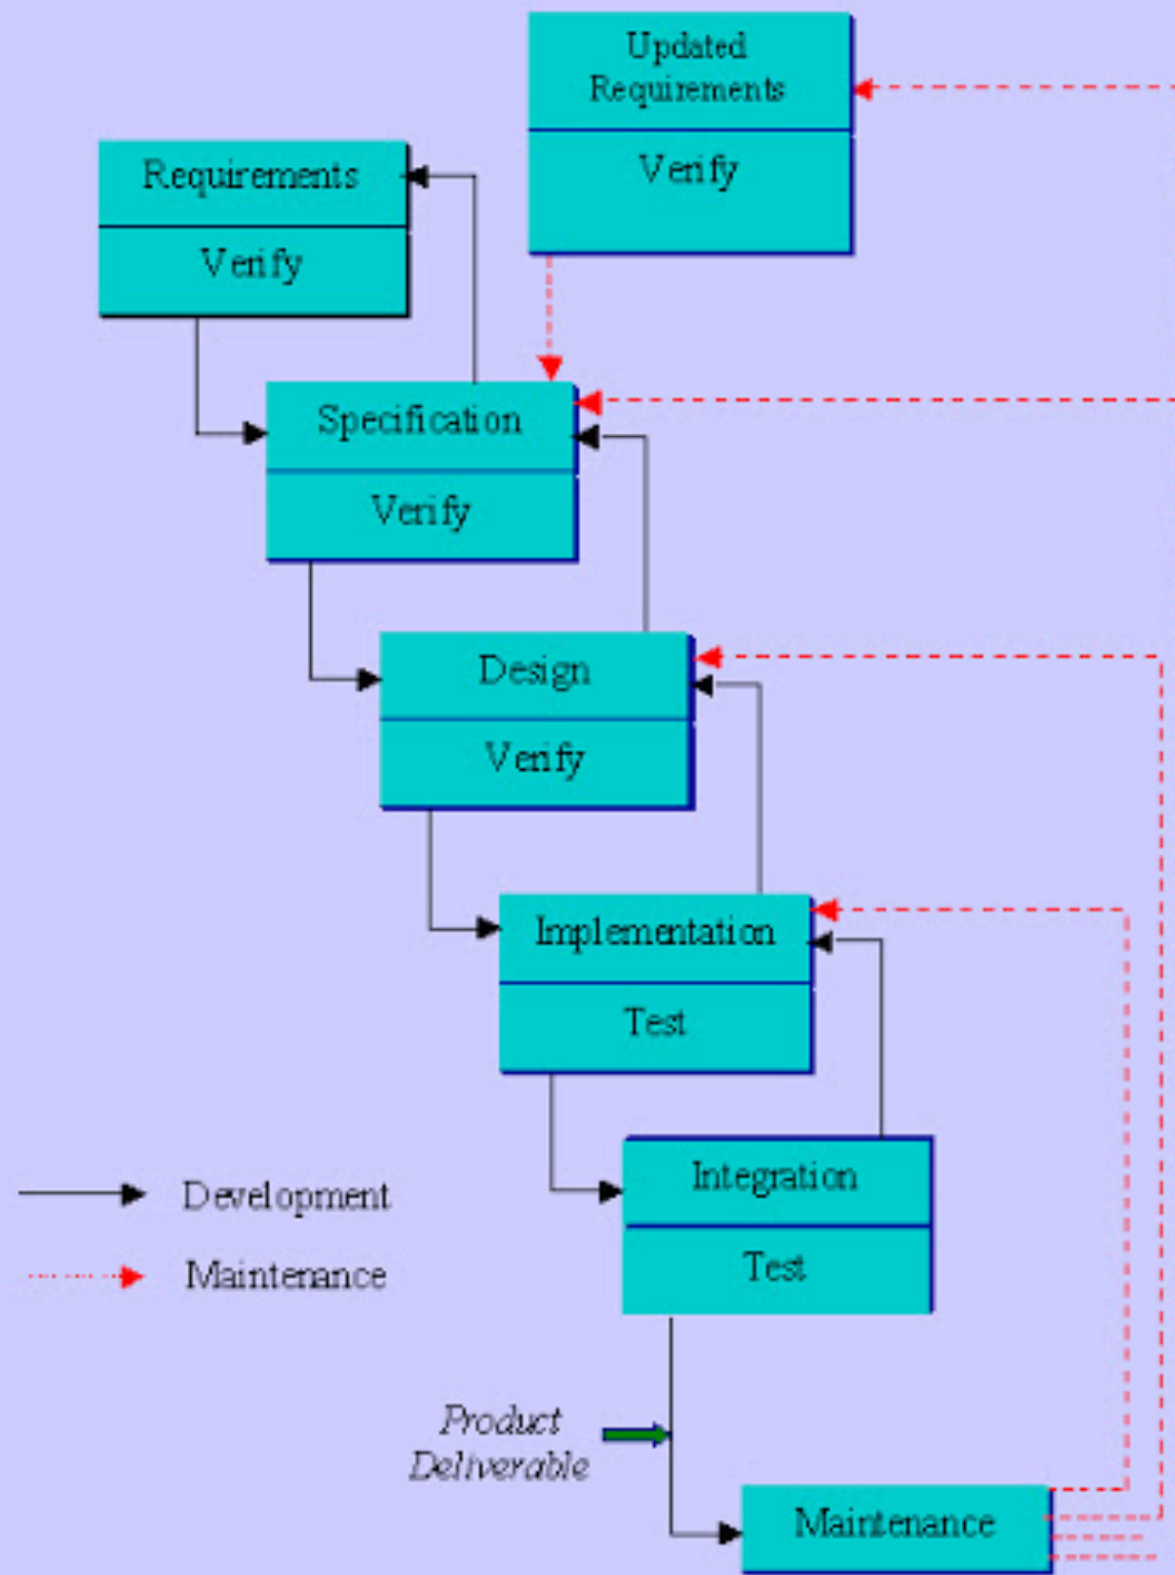 Updated
Requirements
Verify
Requirements
Verify
Specification
Verify
Design
Verify
Implementation
Test
Integration
Test
Development
Maintenance
Product
Deliverable
Maintenance